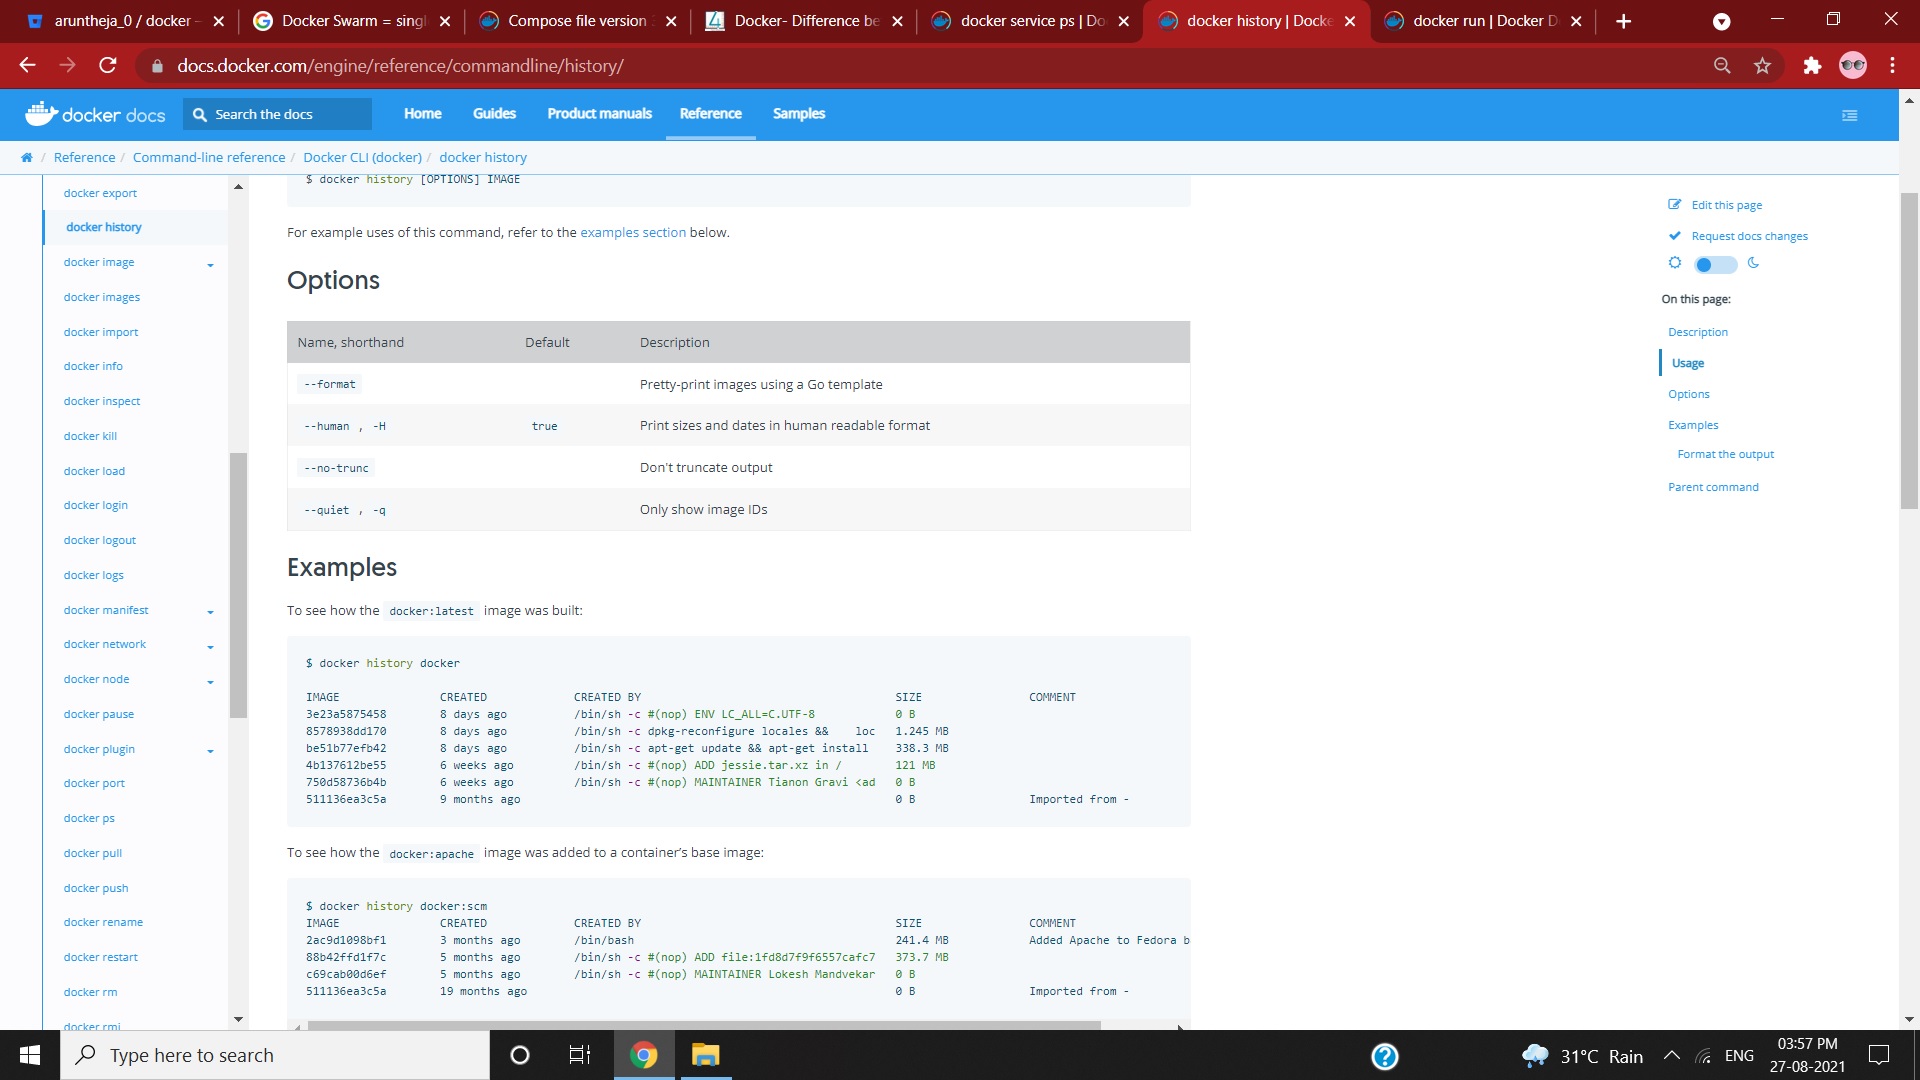 aruntheja_0 / docker
Docker Swarm = singl
Compose file version 3
Docker- Difference be
docker service ps | Do
docker history | Docke
docker run | Docker D
docs.docker.com/engine/reference/commandline/history/
docker docs
Search the docs
Home
Guides
Product manuals
Reference
Samples
Reference / Command-line reference / Docker CLI (docker) / docker history
docker export
docker history
docker image
docker images
docker import
docker info
docker inspect
docker kill
docker load
docker login
docker logout
docker logs
docker manifest
docker network
docker node
docker pause
docker plugin
docker port
docker ps
docker pull
docker push
docker rename
docker restart
docker rm
docker rmi
$ docker history [OPTIONS] IMAGE
For example uses of this command, refer to the examples section below.
Options
Name, shorthand Default Description
--format Pretty-print images using a Go template
--human , -H true Print sizes and dates in human readable format
--no-trunc Don't truncate output
--quiet , -q Only show image IDs
Examples
To see how the docker:latest image was built:
$ docker history docker
IMAGE CREATED CREATED BY SIZE COMMENT
3e23a5875458 8 days ago /bin/sh -c #(nop) ENV LC_ALL=C.UTF-8 0 B
8578938dd170 8 days ago /bin/sh -c dpkg-reconfigure locales && loc 1.245 MB
be51b77efb42 8 days ago /bin/sh -c apt-get update && apt-get install 338.3 MB
4b137612be55 6 weeks ago /bin/sh -c #(nop) ADD jessie.tar.xz in / 121 MB
750d58736b4b 6 weeks ago /bin/sh -c #(nop) MAINTAINER Tianon Gravi <ad 0 B
511136ea3c5a 9 months ago 0 B Imported from -
To see how the docker:apache image was added to a container's base image:
$ docker history docker:scm
IMAGE CREATED CREATED BY SIZE COMMENT
2ac9d1098bf1 3 months ago /bin/bash 241.4 MB Added Apache to Fedora b
88b42ffd1f7c 5 months ago /bin/sh -c #(nop) ADD file:1fd8d7f9f6557cafc7 373.7 MB
c69cab00d6ef 5 months ago /bin/sh -c #(nop) MAINTAINER Lokesh Mandvekar 0 B
511136ea3c5a 19 months ago 0 B Imported from -
Edit this page
Request docs changes
On this page:
Description
Usage
Options
Examples
Format the output
Parent command
Type here to search
31°C Rain
ENG
03:57 PM
27-08-2021